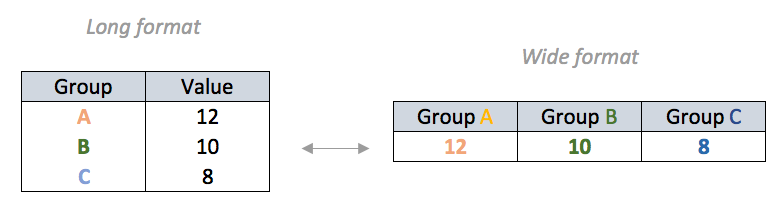 Long format
Group Value
A 12
B 10
C 8
Wide format
Group A Group B Group C
12 10 8